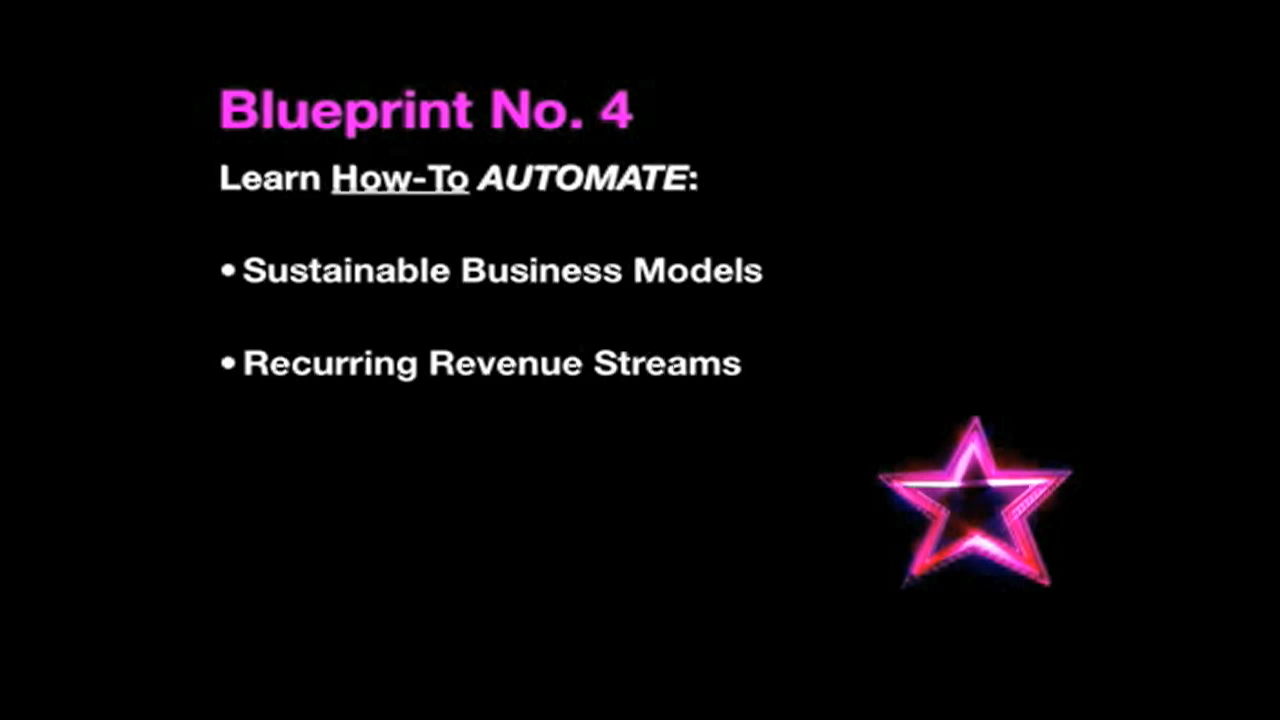 Blueprint No. 4
Learn How-To AUTOMATE:
• Sustainable Business Models
• Recurring Revenue Streams